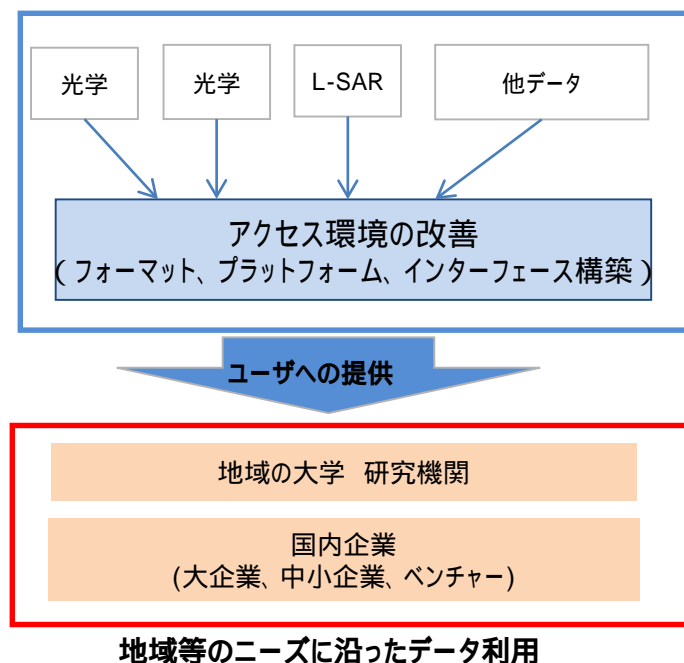 光学
光学
L-SAR
他データ
アクセス環境の改善
(フォーマット、プラットフォーム、インターフェース構築)
ユーザへの提供
地域の大学 研究機関
国内企業
(大企業、中小企業、ベンチャー)
地域等のニーズに沿ったデータ利用